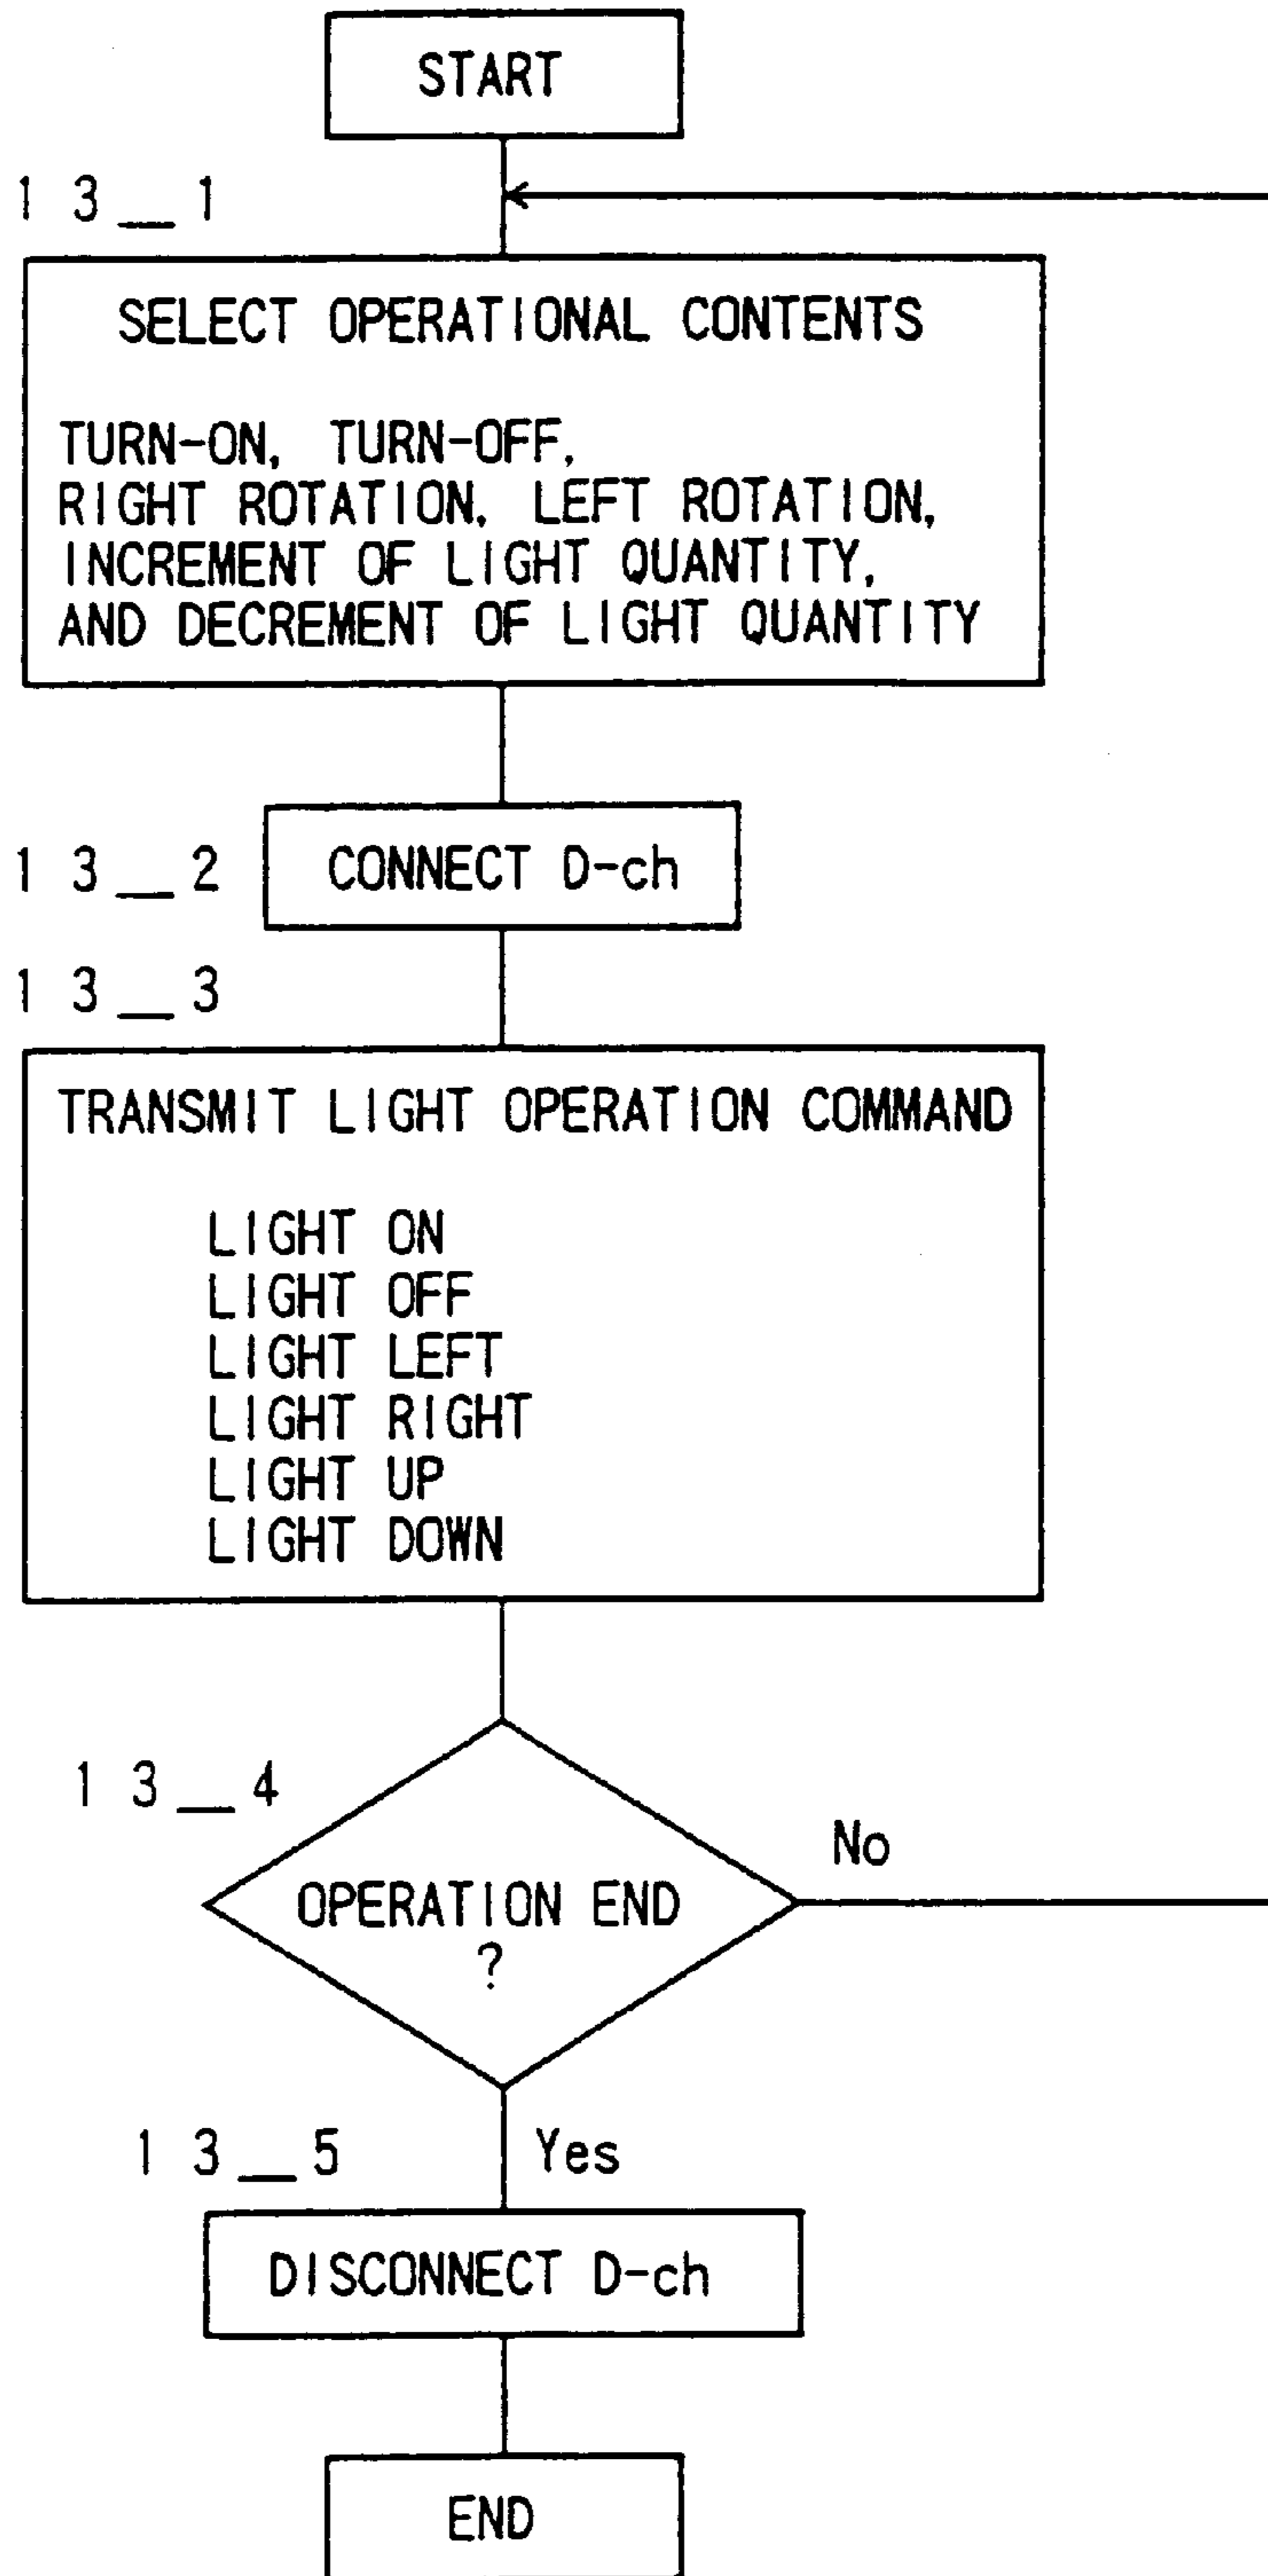 START
13_1
SELECT OPERATIONAL CONTENTS
TURN-ON, TURN-OFF,
RIGHT ROTATION, LEFT ROTATION,
INCREMENT OF LIGHT QUANTITY,
AND DECREMENT OF LIGHT QUANTITY
13_2
CONNECT D-ch
13_3
TRANSMIT LIGHT OPERATION COMMAND
LIGHT ON
LIGHT OFF
LIGHT LEFT
LIGHT RIGHT
LIGHT UP
LIGHT DOWN
13_4
No
OPERATION END
?
13_5
Yes
DISCONNECT D-ch
END